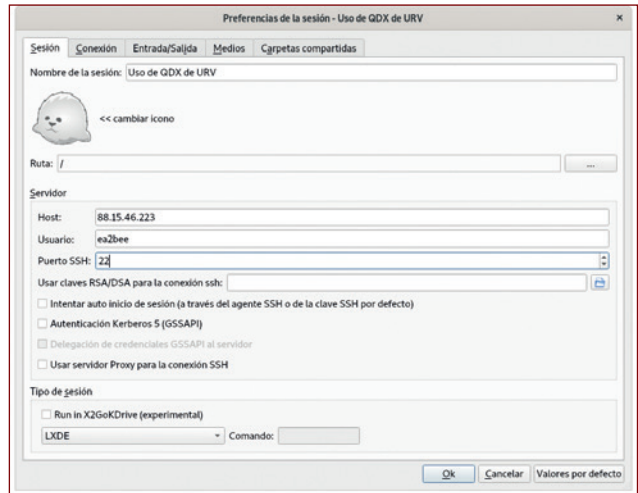 Preferencias de la sesión - Uso de QDX de URV ×
Sesión Conexión Entrada/Salida Medios Carpetas compartidas
Nombre de la sesión: Uso de QDX de URV
<< cambiar icono
Ruta: / ...
Servidor
Host: 88.15.46.223
Usuario: ea2bee
Puerto SSH: 22
Usar claves RSA/DSA para la conexión ssh:
Intentar auto inicio de sesión (a través del agente SSH o de la clave SSH por defecto)
Autenticación Kerberos 5 (GSSAPI)
Delegación de credenciales GSSAPI al servidor
Usar servidor Proxy para la conexión SSH
Tipo de sesión
Run in X2GoKDrive (experimental)
LXDE Comando:
Ok Cancelar Valores por defecto